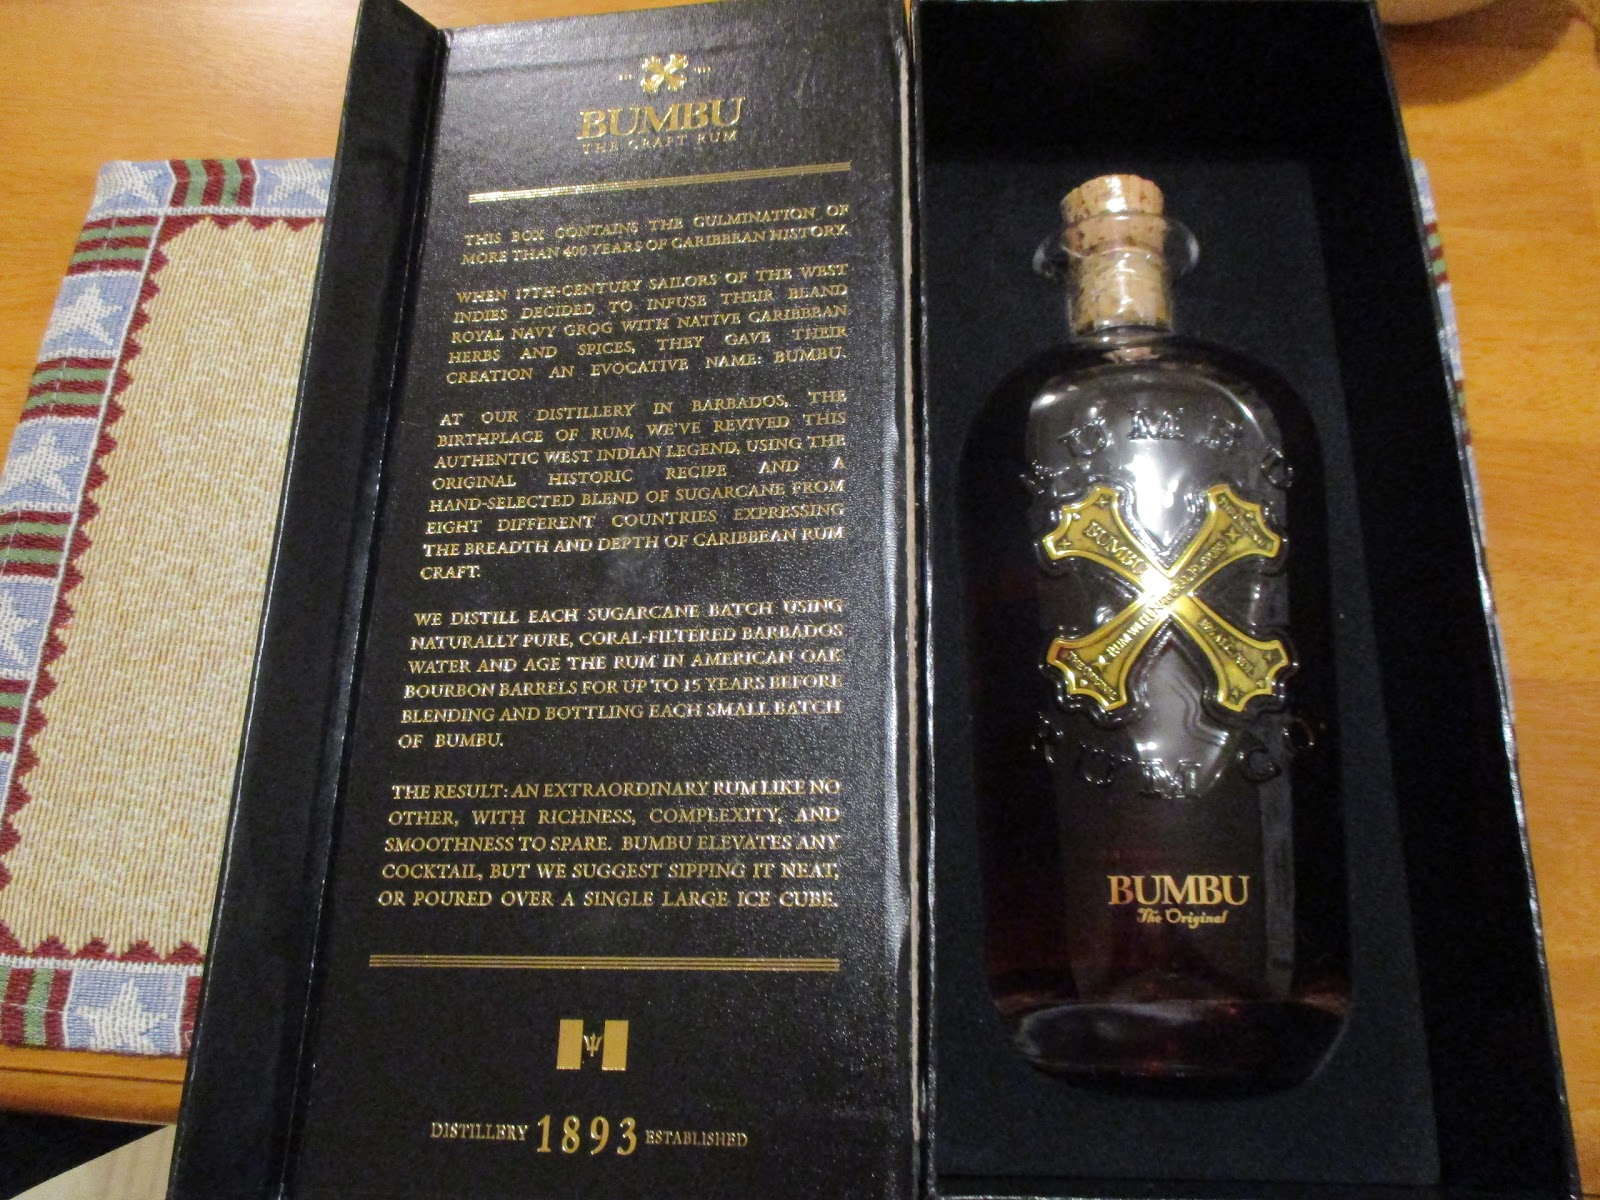 BUMBU
THE CRAFT RUM
THIS BOX CONTAINS THE CULMINATION OF
MORE THAN 400 YEARS OF CARIBBEAN HISTORY.
WHEN 17TH-CENTURY SAILORS OF THE WEST
INDIES DECIDED TO INFUSE THEIR BLAND
ROYAL NAVY GROG WITH NATIVE CARIBBEAN
HERBS AND SPICES, THEY GAVE THEIR
CREATION AN EVOCATIVE NAME: BUMBU.
AT OUR DISTILLERY IN BARBADOS, THE
BIRTHPLACE OF RUM, WE'VE REVIVED THIS
AUTHENTIC WEST INDIAN LEGEND, USING THE
ORIGINAL HISTORIC RECIPE AND A
HAND-SELECTED BLEND OF SUGARCANE FROM
EIGHT DIFFERENT COUNTRIES EXPRESSING
THE BREADTH AND DEPTH OF CARIBBEAN RUM
CRAFT.
WE DISTILL EACH SUGARCANE BATCH USING
NATURALLY PURE, CORAL-FILTERED BARBADOS
WATER AND AGE THE RUM IN AMERICAN OAK
BOURBON BARRELS FOR UP TO 15 YEARS BEFORE
BLENDING AND BOTTLING EACH SMALL BATCH
OF BUMBU.
THE RESULT: AN EXTRAORDINARY RUM LIKE NO
OTHER, WITH RICHNESS, COMPLEXITY, AND
SMOOTHNESS TO SPARE. BUMBU ELEVATES ANY
COCKTAIL, BUT WE SUGGEST SIPPING IT NEAT,
OR POURED OVER A SINGLE LARGE ICE CUBE.
DISTILLERY 1893 ESTABLISHED
BUMBU
BUMBU
RUM CO
BUMBU
The Original